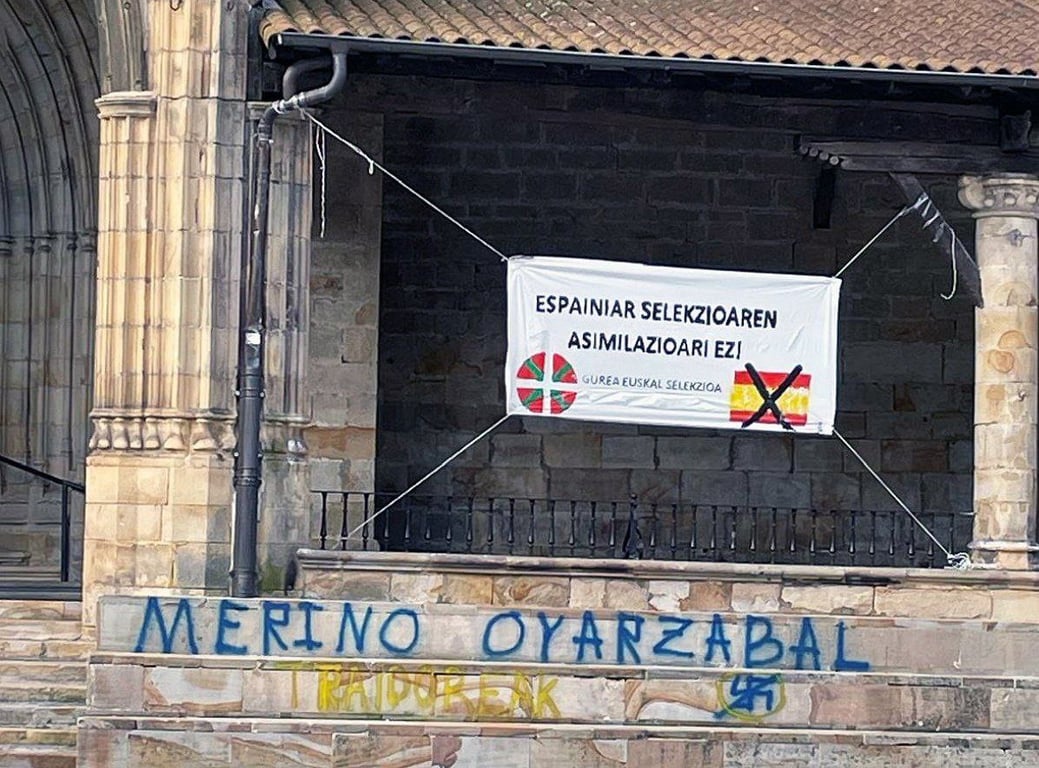 ESPAINIAR SELEKZIOAREN
ASIMILAZIOARI EZ!
GUREA EUSKAL SELEKZIOA
MERINO OYARZABAL
TRAIDOREAK